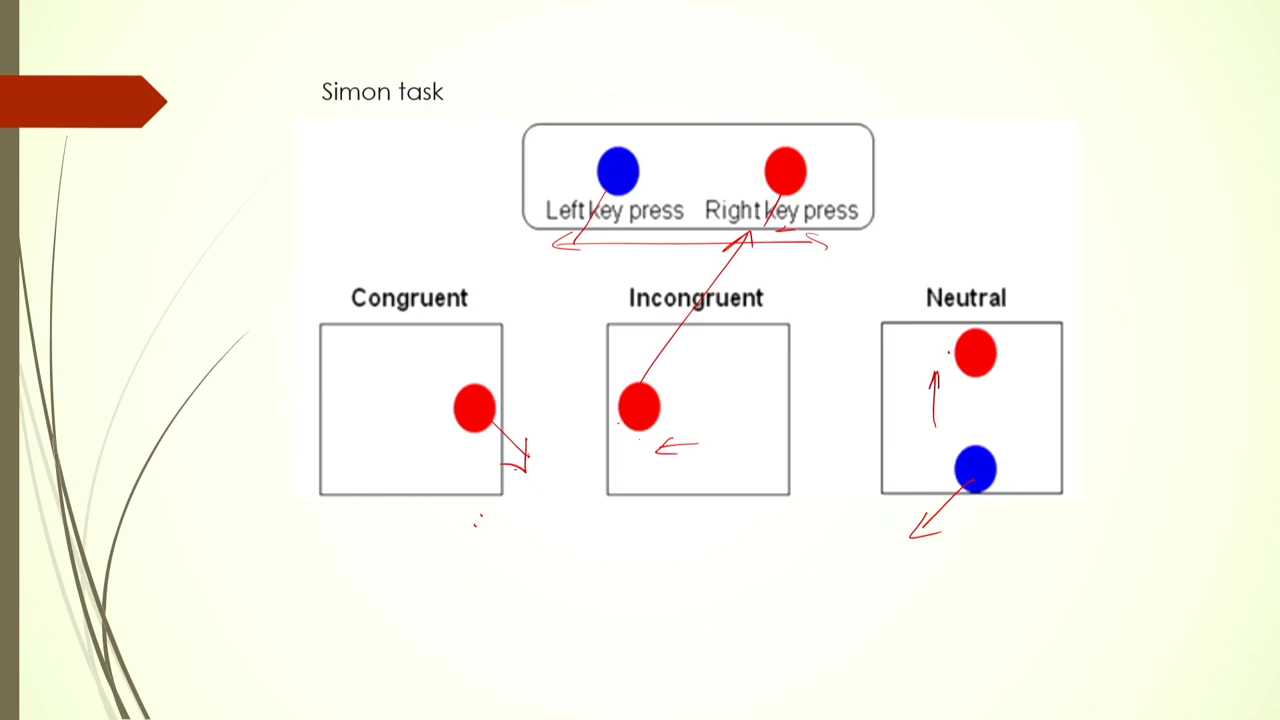 Simon task
Left key press Right key press
Congruent Incongruent Neutral